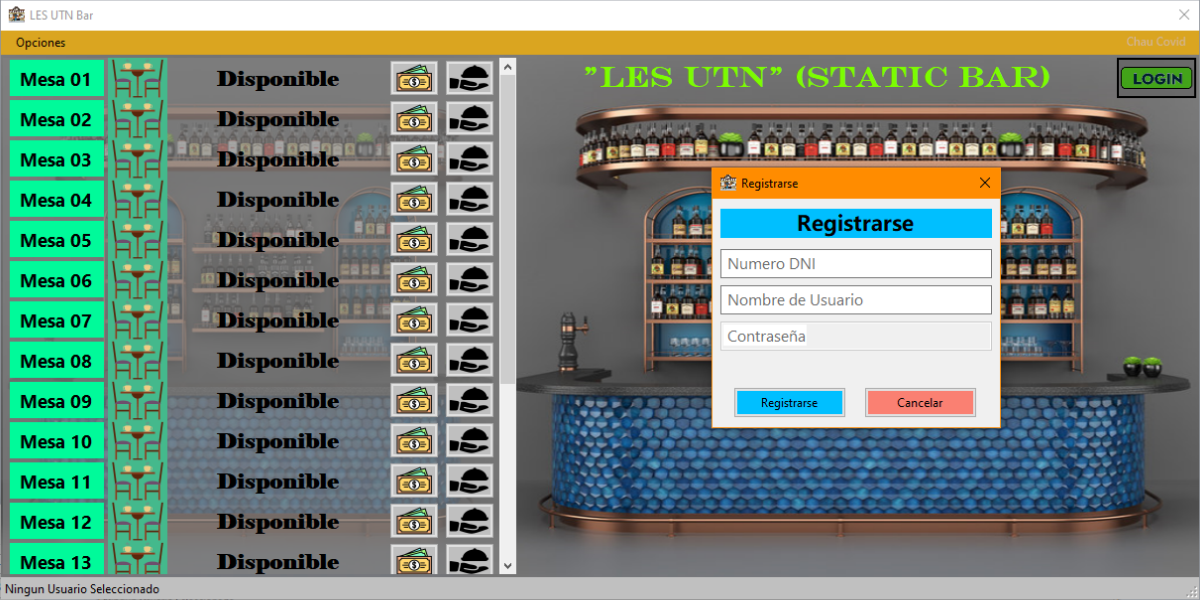 LES UTN Bar
Opciones
Chau Covid
Mesa 01 Disponible
Mesa 02 Disponible
Mesa 03 Disponible
Mesa 04 Disponible
Mesa 05 Disponible
Mesa 06 Disponible
Mesa 07 Disponible
Mesa 08 Disponible
Mesa 09 Disponible
Mesa 10 Disponible
Mesa 11 Disponible
Mesa 12 Disponible
Mesa 13 Disponible
"LES UTN" (STATIC BAR)
LOGIN
Registrarse
Registrarse
Numero DNI
Nombre de Usuario
Contraseña
Registrarse Cancelar
Ningun Usuario Seleccionado